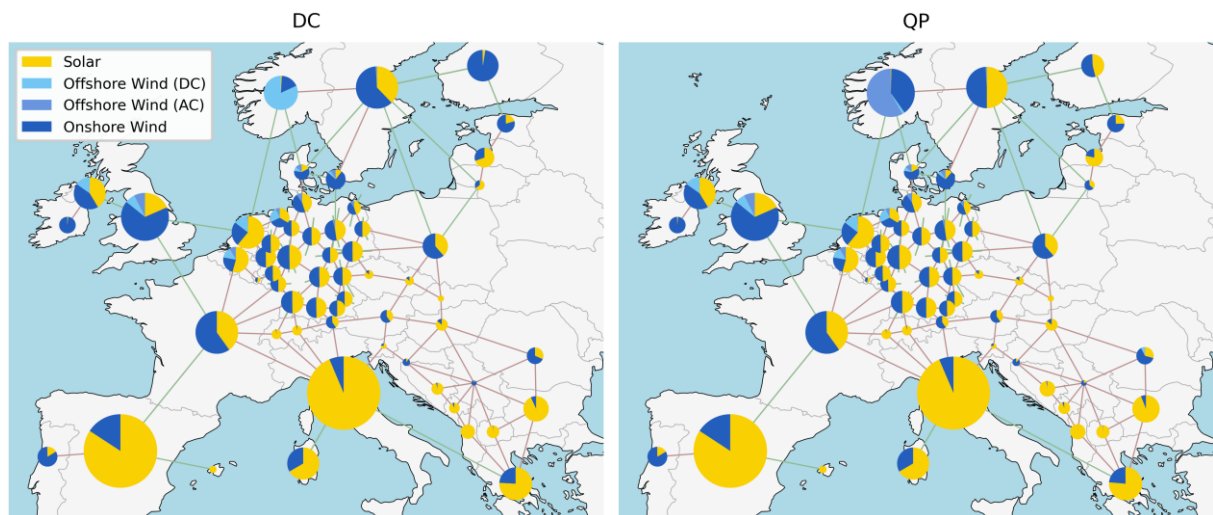 DC
QP
Solar
Offshore Wind (DC)
Offshore Wind (AC)
Onshore Wind